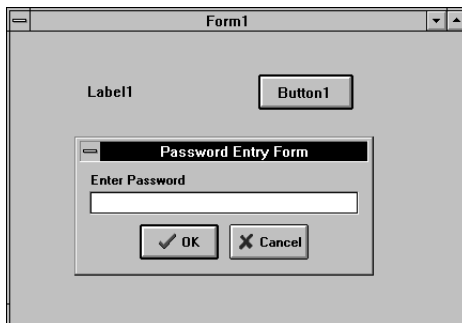 Form1
Label1 Button1
Password Entry Form
Enter Password
OK Cancel